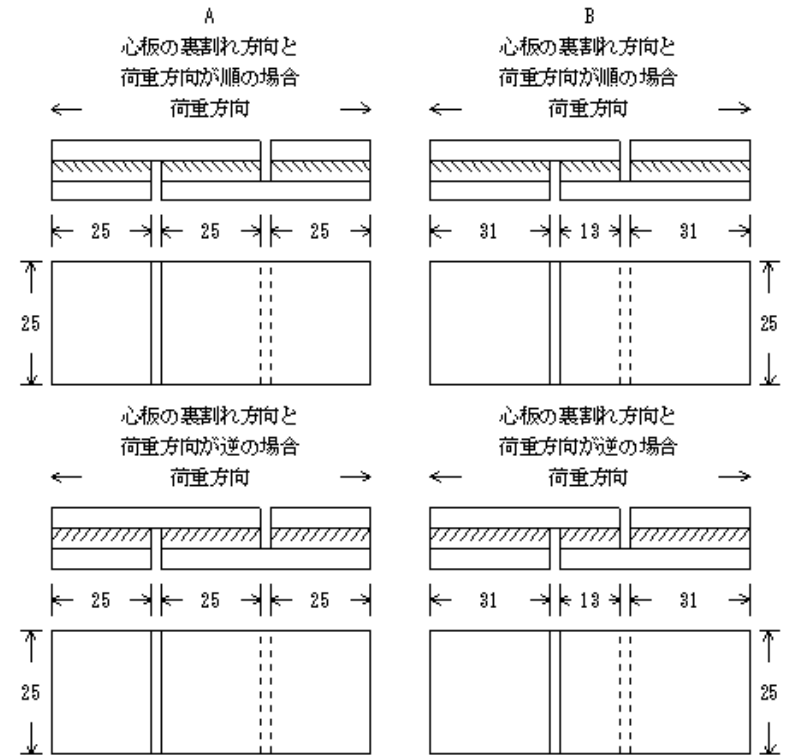 A
心板の裏割れ方向と
荷重方向が順の場合
荷重方向
25 25 25
25
B
心板の裏割れ方向と
荷重方向が順の場合
荷重方向
31 13 31
25
心板の裏割れ方向と
荷重方向が逆の場合
荷重方向
25 25 25
25
心板の裏割れ方向と
荷重方向が逆の場合
荷重方向
31 13 31
25